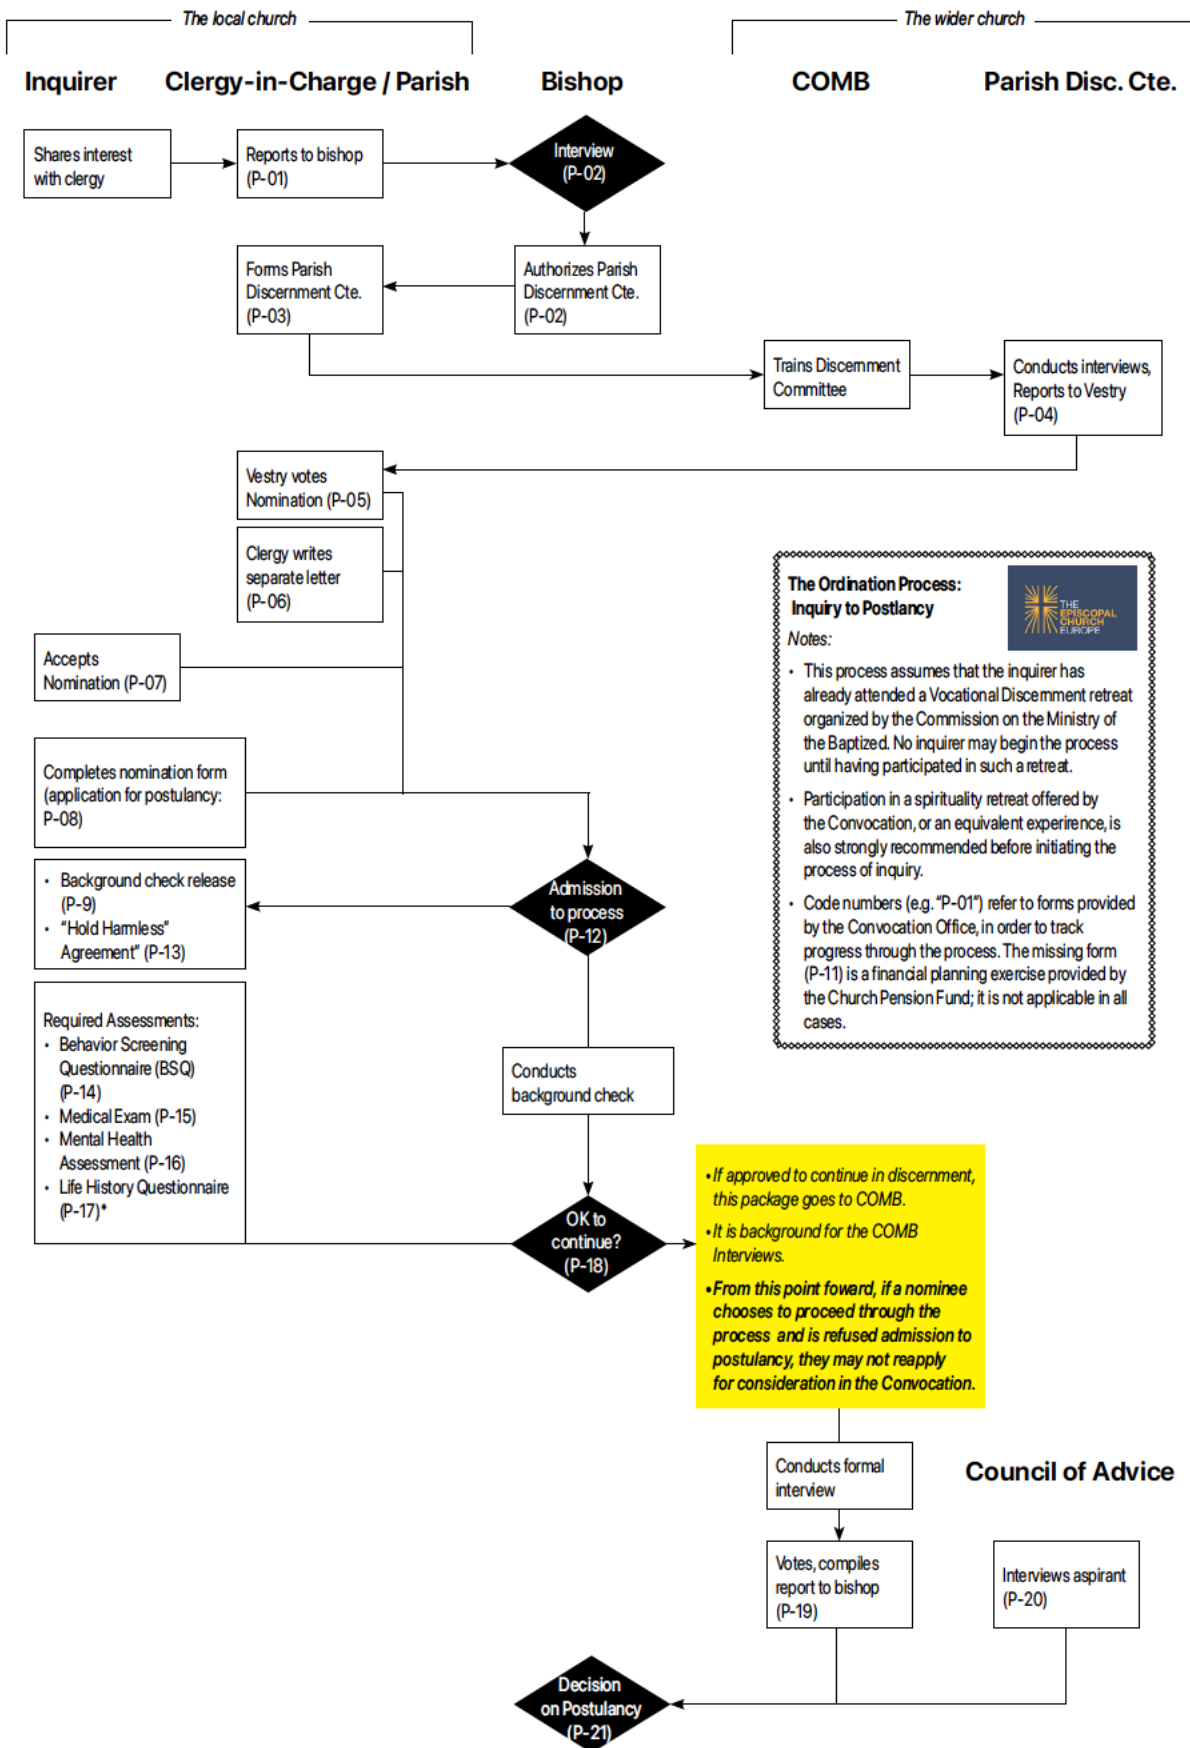 The local church
The wider church
Inquirer
Clergy-in-Charge / Parish
Bishop
COMB
Parish Disc. Cte.
Shares interest
with clergy
Reports to bishop
(P-01)
Interview
(P-02)
Forms Parish
Discernment Cte.
(P-03)
Authorizes Parish
Discernment Cte.
(P-02)
Trains Discernment
Committee
Conducts interviews,
Reports to Vestry
(P-04)
Vestry votes
Nomination (P-05)
Clergy writes
separate letter
(P-06)
Accepts
Nomination (P-07)
Completes nomination form
(application for postulancy:
P-08)
The Ordination Process:
Inquiry to Postlancy
THE
EPISCOPAL
CHURCH
EUROPE
Notes:
• This process assumes that the inquirer has
already attended a Vocational Discernment retreat
organized by the Commission on the Ministry of
the Baptized. No inquirer may begin the process
until having participated in such a retreat.
• Participation in a spirituality retreat offered by
the Convocation, or an equivalent experirence, is
also strongly recommended before initiating the
process of inquiry.
• Code numbers (e.g. “P-01”) refer to forms provided
by the Convocation Office, in order to track
progress through the process. The missing form
(P-11) is a financial planning exercise provided by
the Church Pension Fund; it is not applicable in all
cases.
• Background check release
(P-9)
• “Hold Harmless”
Agreement” (P-13)
Admission
to process
(P-12)
Required Assessments:
• Behavior Screening
Questionnaire (BSQ)
(P-14)
• Medical Exam (P-15)
• Mental Health
Assessment (P-16)
• Life History Questionnaire
(P-17)*
Conducts
background check
OK to
continue?
(P-18)
• If approved to continue in discernment,
this package goes to COMB.
• It is background for the COMB
Interviews.
• From this point foward, if a nominee
chooses to proceed through the
process and is refused admission to
postulancy, they may not reapply
for consideration in the Convocation.
Conducts formal
interview
Council of Advice
Votes, compiles
report to bishop
(P-19)
Interviews aspirant
(P-20)
Decision
on Postulancy
(P-21)